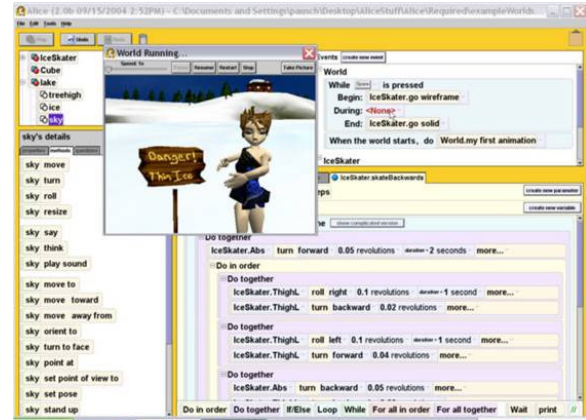 Alice (2.0b 09/15/2004 2:52PM) - C:\Documents and Settings\pausch\Desktop\AliceStuff\Alice\Required\exampleWorlds
File Edit Tools Help
Undo
World Running...
Speed: 1x
Resume Restart Stop Take Picture
Danger!
Thin Ice
IceSkater
Cube
lake
treehigh
ice
sky
sky's details
properties methods questions
sky move
sky turn
sky roll
sky resize
sky say
sky think
sky play sound
sky move to
sky move toward
sky move away from
sky orient to
sky turn to face
sky point at
sky set point of view to
sky set pose
sky stand up
Events create new event
World
While Space is pressed
Begin: IceSkater.go wireframe
During: <None>
End: IceSkater.go solid
When the world starts, do World.my first animation
IceSkater
IceSkater.skateBackwards
eps
create new parameter
create new variable
Do together
IceSkater.Abs turn forward 0.05 revolutions duration = 2 seconds more...
Do in order
Do together
IceSkater.ThighL roll right 0.1 revolutions duration = 1 second more...
IceSkater.ThighL turn backward 0.02 revolutions more...
Do together
IceSkater.ThighL roll left 0.1 revolutions duration = 1 second more...
IceSkater.ThighL turn forward 0.04 revolutions more...
Do together
IceSkater.Abs turn backward 0.05 revolutions more...
Do in order Do together If/Else Loop While For all in order For all together Wait print //